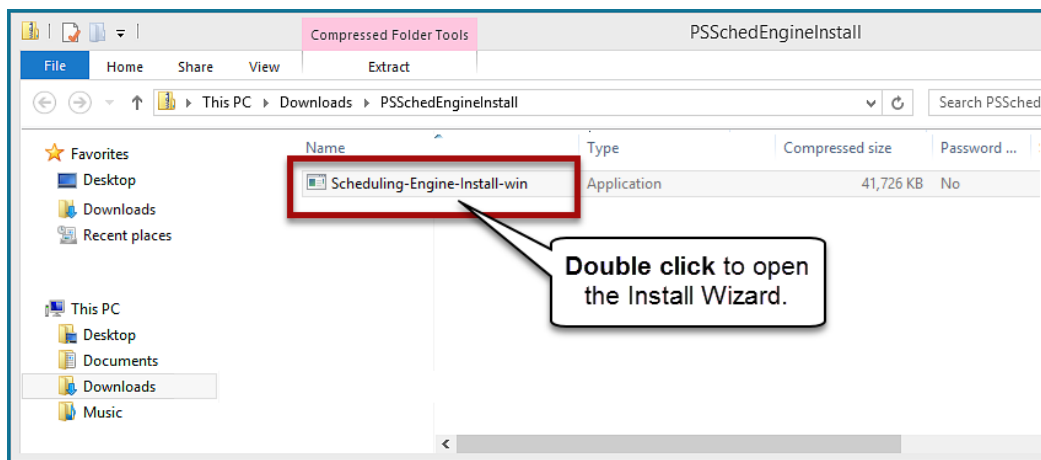 Compressed Folder Tools
PSSchedEngineInstall
File Home Share View Extract
This PC Downloads PSSchedEngineInstall
Search PSSched
Name Type Compressed size Password ...
Scheduling-Engine-Install-win Application 41,726 KB No
Favorites
Desktop
Downloads
Recent places
Double click to open
the Install Wizard.
This PC
Desktop
Documents
Downloads
Music